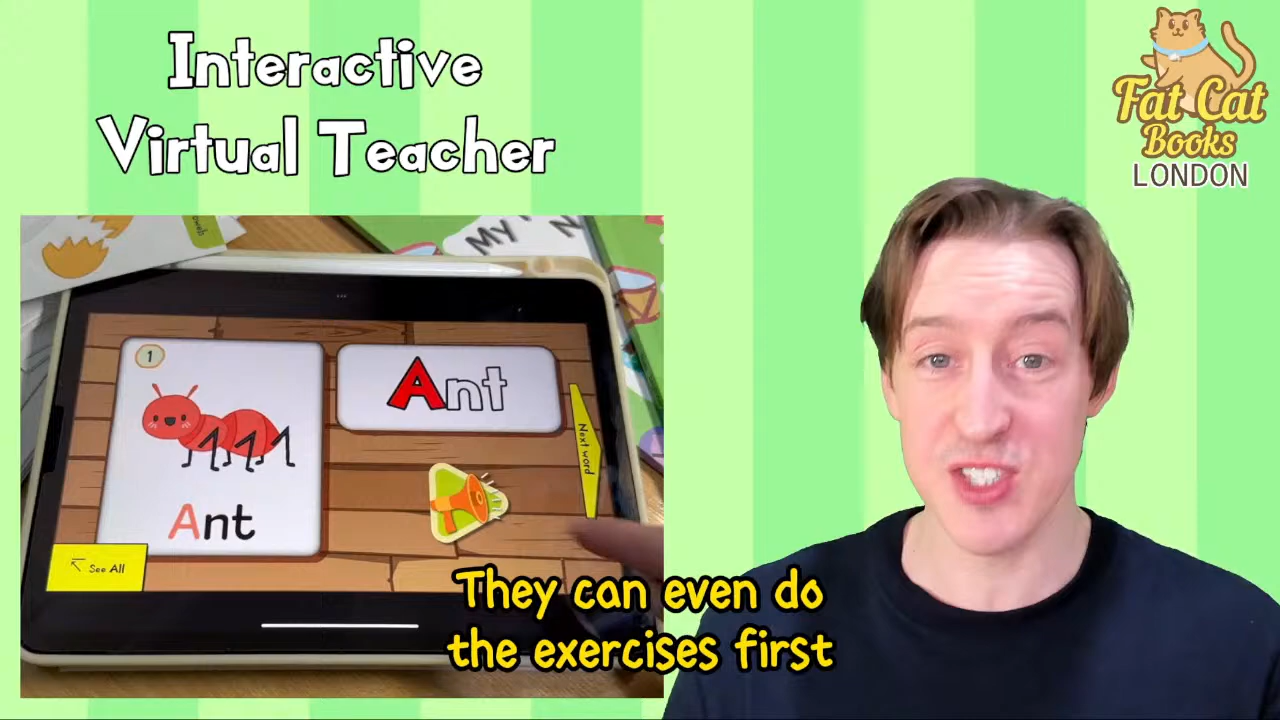 Interactive
Virtual Teacher
Fat Cat
Books
LONDON
My
N
1
Ant
Ant
Next word
See All
They can even do
the exercises first